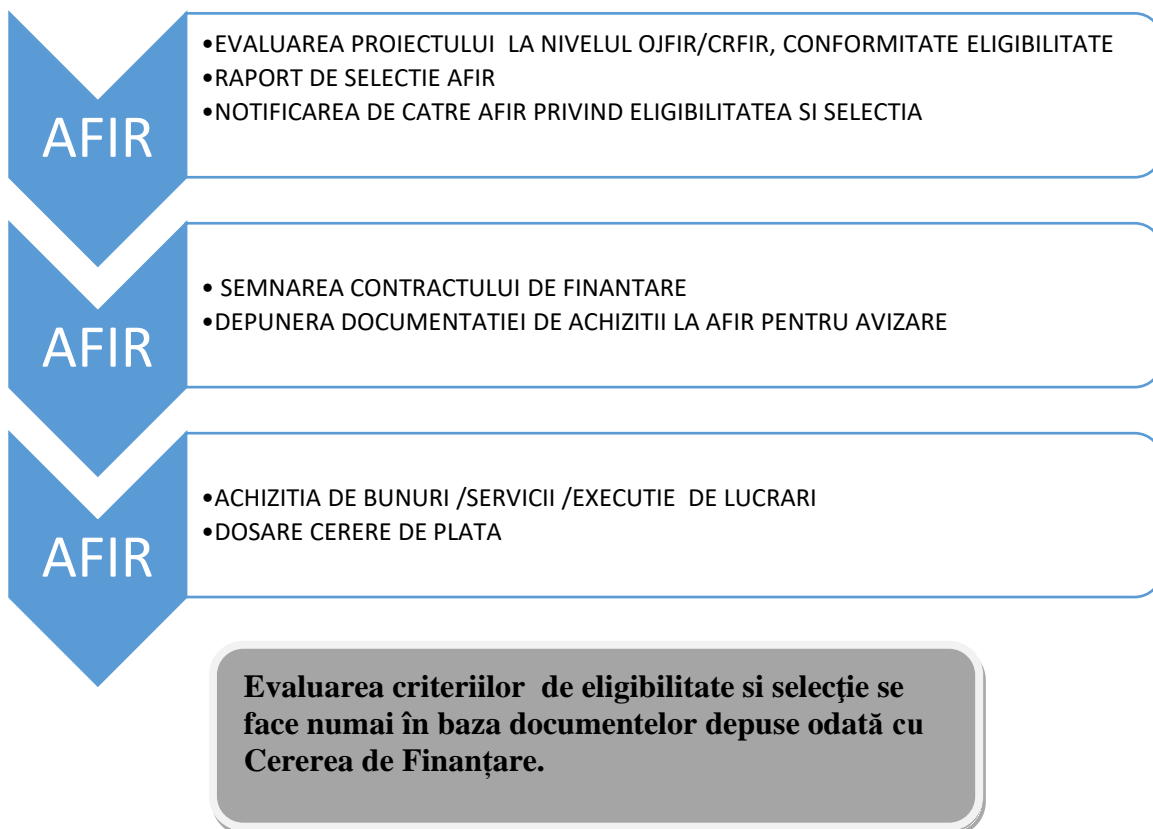 AFIR
•EVALUAREA PROIECTULUI LA NIVELUL OJFIR/CRFIR, CONFORMITATE ELIGIBILITATE
•RAPORT DE SELECTIE AFIR
•NOTIFICAREA DE CATRE AFIR PRIVIND ELIGIBILITATEA SI SELECTIA
AFIR
• SEMNAREA CONTRACTULUI DE FINANTARE
•DEPUNERA DOCUMENTATIEI DE ACHIZITII LA AFIR PENTRU AVIZARE
AFIR
•ACHIZITIA DE BUNURI /SERVICII /EXECUTIE DE LUCRARI
•DOSARE CERERE DE PLATA
Evaluarea criteriilor de eligibilitate si selecţie se
face numai în baza documentelor depuse odată cu
Cererea de Finanțare.